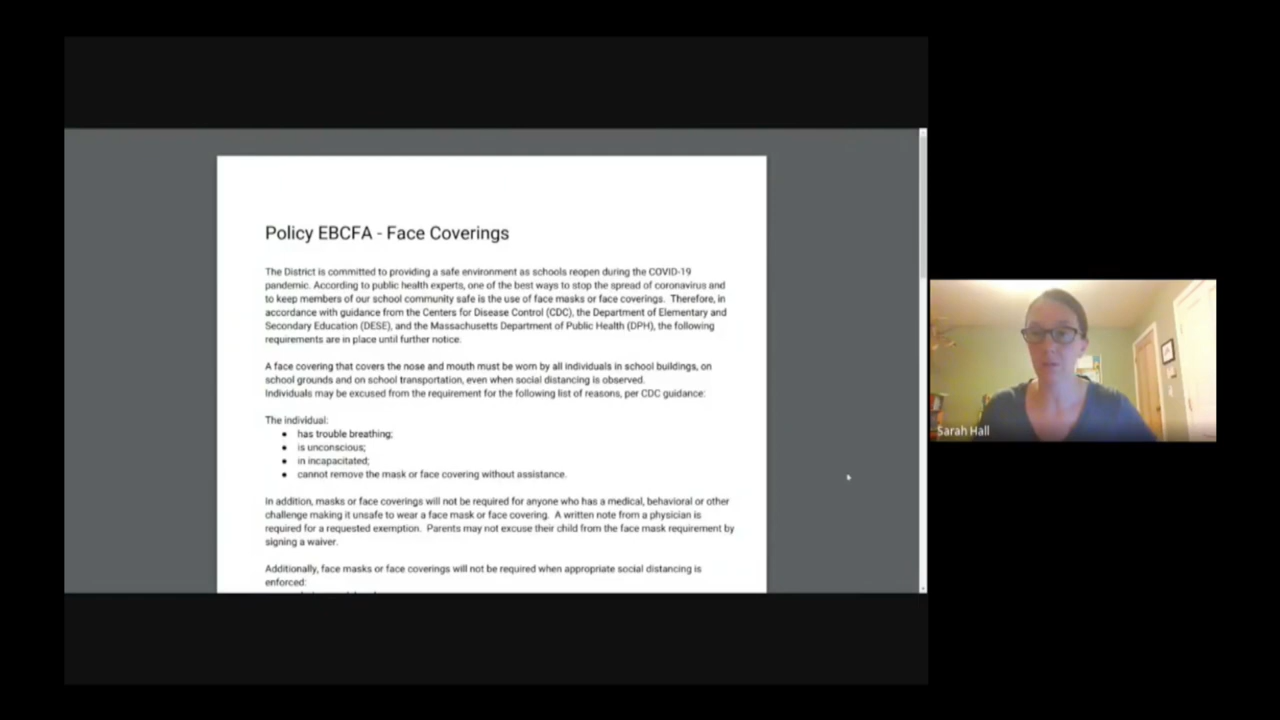 Policy EBCFA - Face Coverings
The District is committed to providing a safe environment as schools reopen during the COVID-19
pandemic. According to public health experts, one of the best ways to stop the spread of coronavirus and
to keep members of our school community safe is the use of face masks or face coverings. Therefore, in
accordance with guidance from the Centers for Disease Control (CDC), the Department of Elementary and
Secondary Education (DESE), and the Massachusetts Department of Public Health (DPH), the following
requirements are in place until further notice.
A face covering that covers the nose and mouth must be worn by all individuals in school buildings, on
school grounds and on school transportation, even when social distancing is observed.
Individuals may be excused from the requirement for the following list of reasons, per CDC guidance:
The individual:
• has trouble breathing;
• is unconscious;
• in incapacitated;
• cannot remove the mask or face covering without assistance.
In addition, masks or face coverings will not be required for anyone who has a medical, behavioral or other
challenge making it unsafe to wear a face mask or face covering. A written note from a physician is
required for a requested exemption. Parents may not excuse their child from the face mask requirement by
signing a waiver.
Additionally, face masks or face coverings will not be required when appropriate social distancing is
enforced:
Sarah Hall